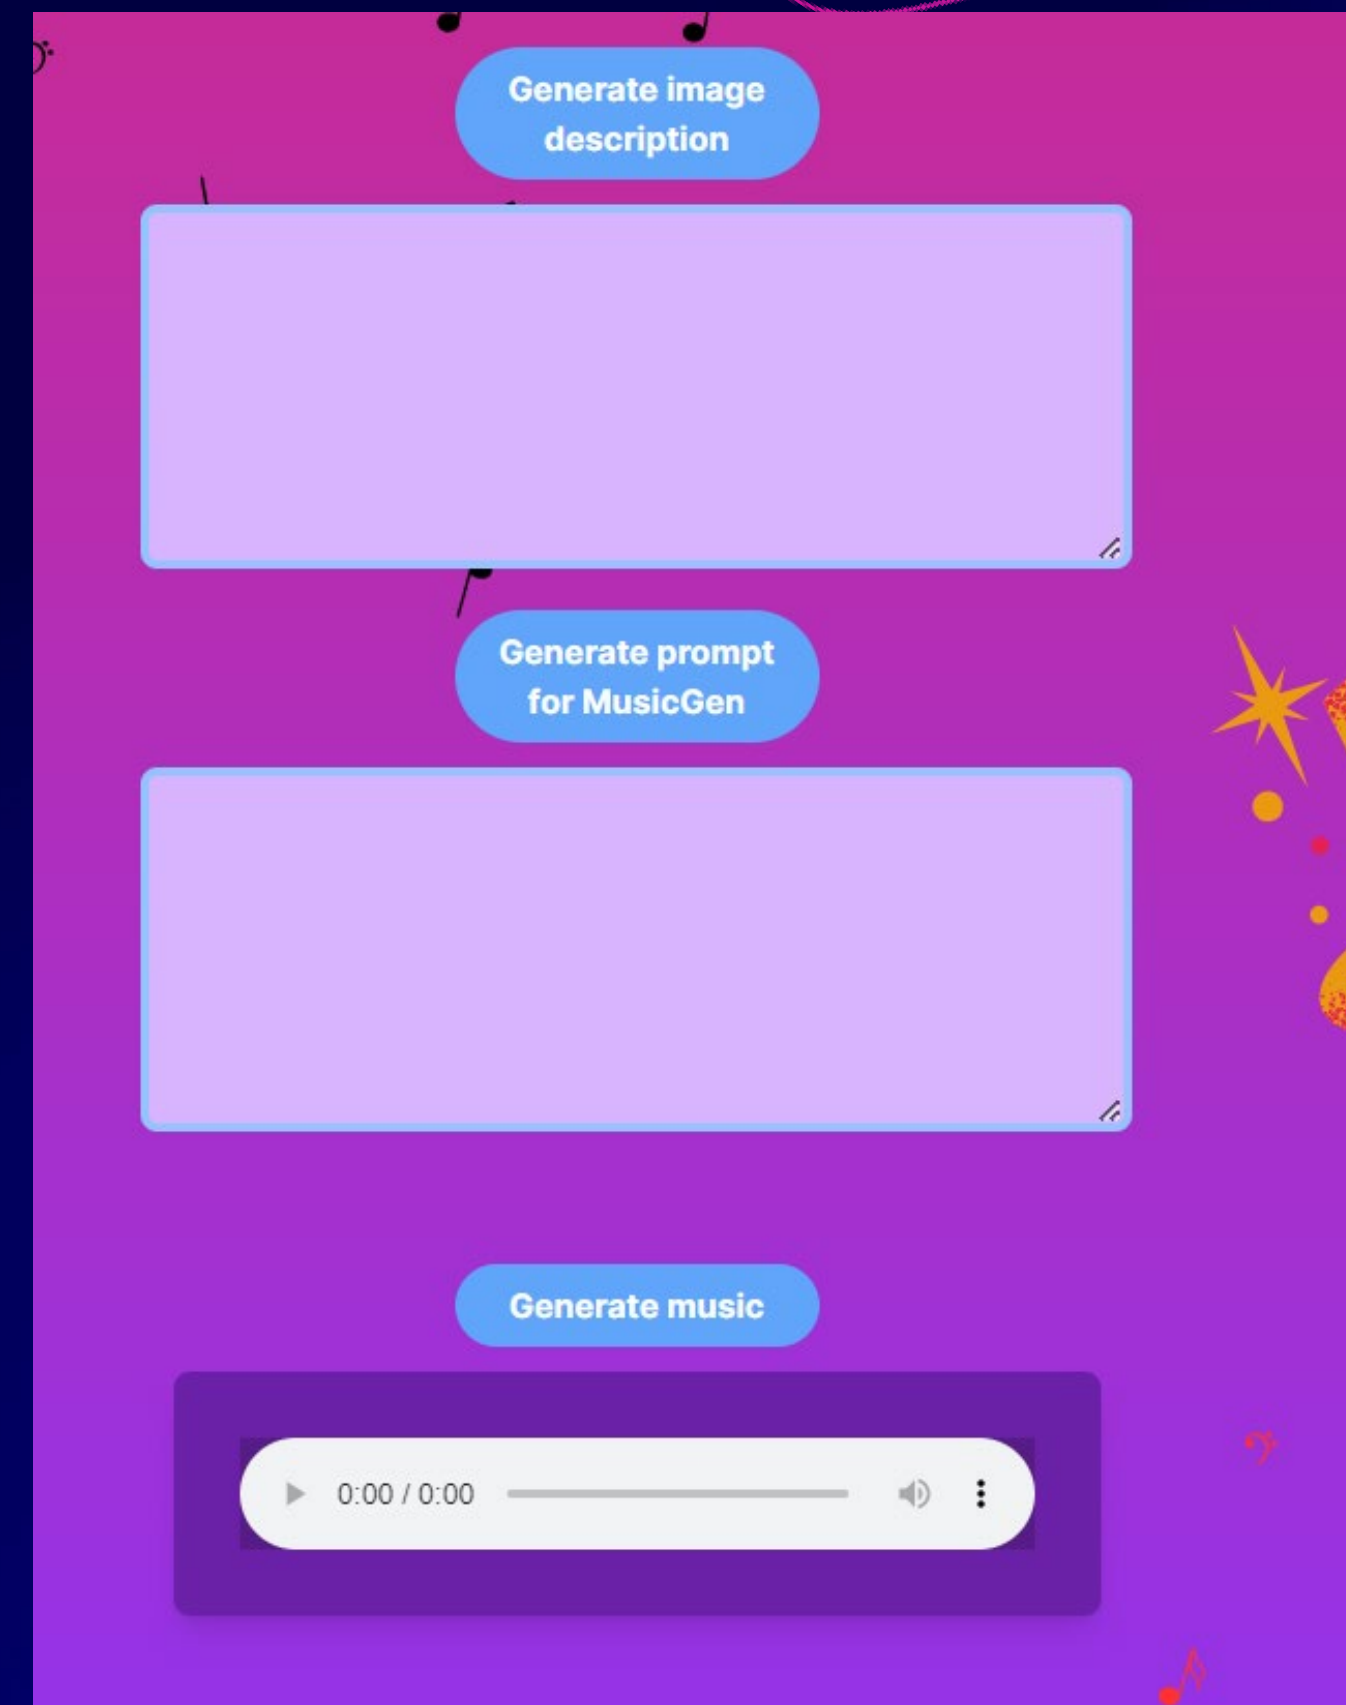 Generate image
description
Generate prompt
for MusicGen
Generate music
0:00 / 0:00